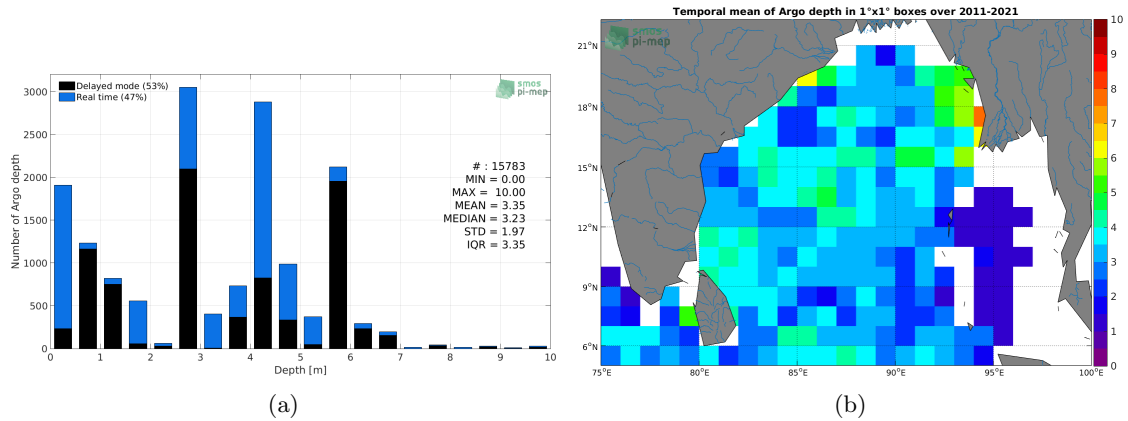 Temporal mean of Argo depth in 1°x1° boxes over 2011-2021
Delayed mode (53%)
Real time (47%)
smos
pi-mep
# : 15783
MIN = 0.00
MAX = 10.00
MEAN = 3.35
MEDIAN = 3.23
STD = 1.97
IQR = 3.35
Number of Argo depth
3000
2500
2000
1500
1000
500
0
0 1 2 3 4 5 6 7 8 9 10
Depth [m]
(a)
smos
pi-mep
21°N
18°N
15°N
12°N
9°N
6°N
75°E 80°E 85°E 90°E 95°E 100°E
10
9
8
7
6
5
4
3
2
1
0
(b)